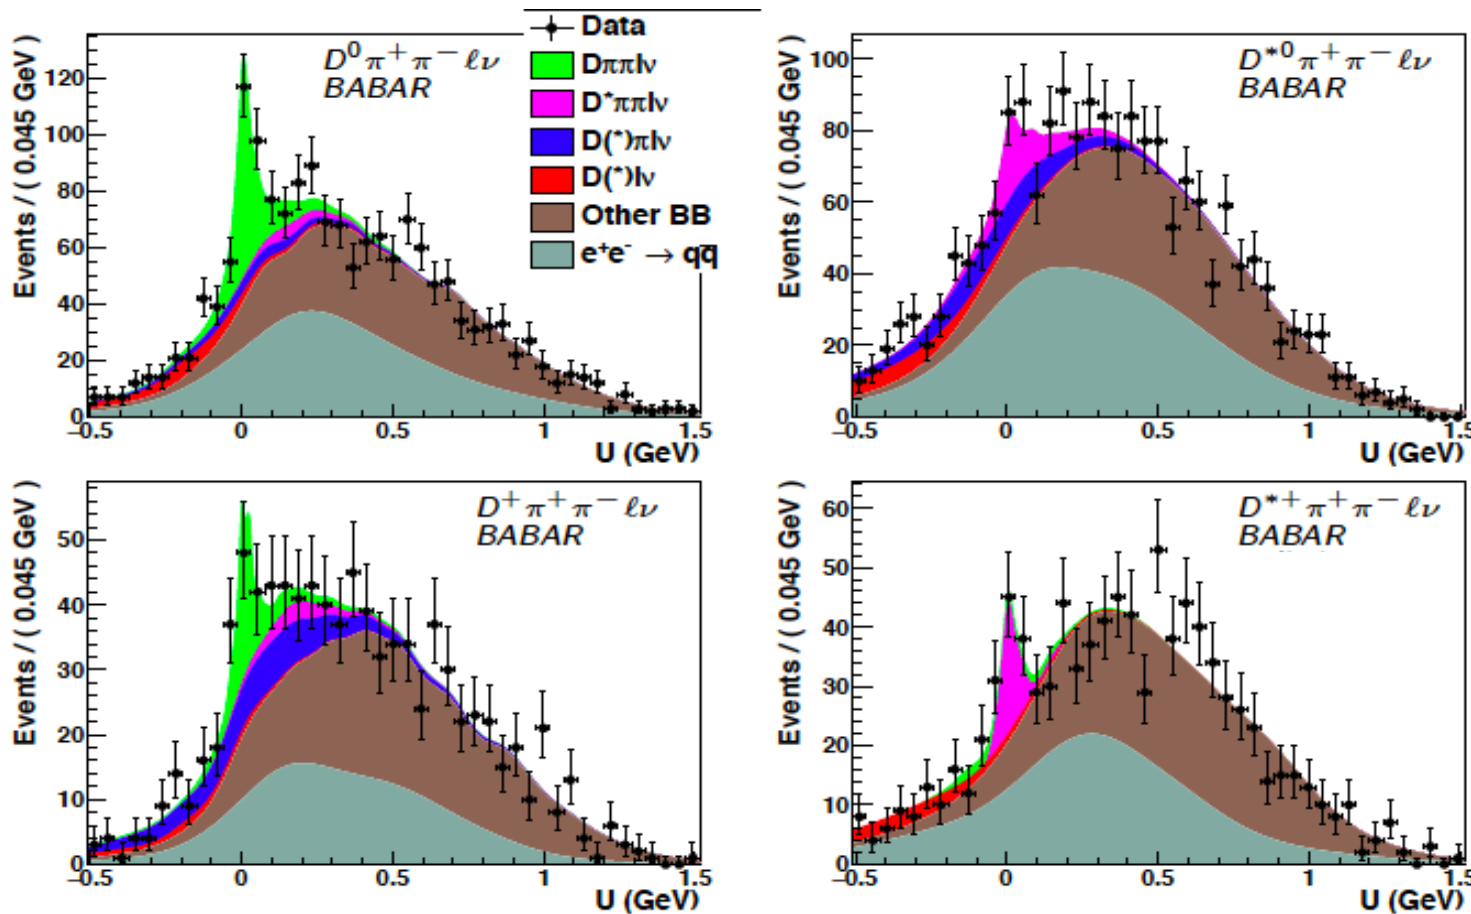 Data
Dππlν
D*ππlν
D(*)πlν
D(*)lν
Other BB
e⁺e⁻ → qq̅
D⁰π⁺π⁻ℓν
BABAR
Events / ( 0.045 GeV )
120
100
80
60
40
20
0
−0.5 0 0.5 1 1.5
U (GeV)
D*⁰π⁺π⁻ℓν
BABAR
Events / ( 0.045 GeV )
100
80
60
40
20
0
−0.5 0 0.5 1 1.5
U (GeV)
D⁺π⁺π⁻ℓν
BABAR
Events / ( 0.045 GeV )
50
40
30
20
10
0
−0.5 0 0.5 1 1.5
U (GeV)
D*⁺π⁺π⁻ℓν
BABAR
Events / ( 0.045 GeV )
60
50
40
30
20
10
0
−0.5 0 0.5 1 1.5
U (GeV)